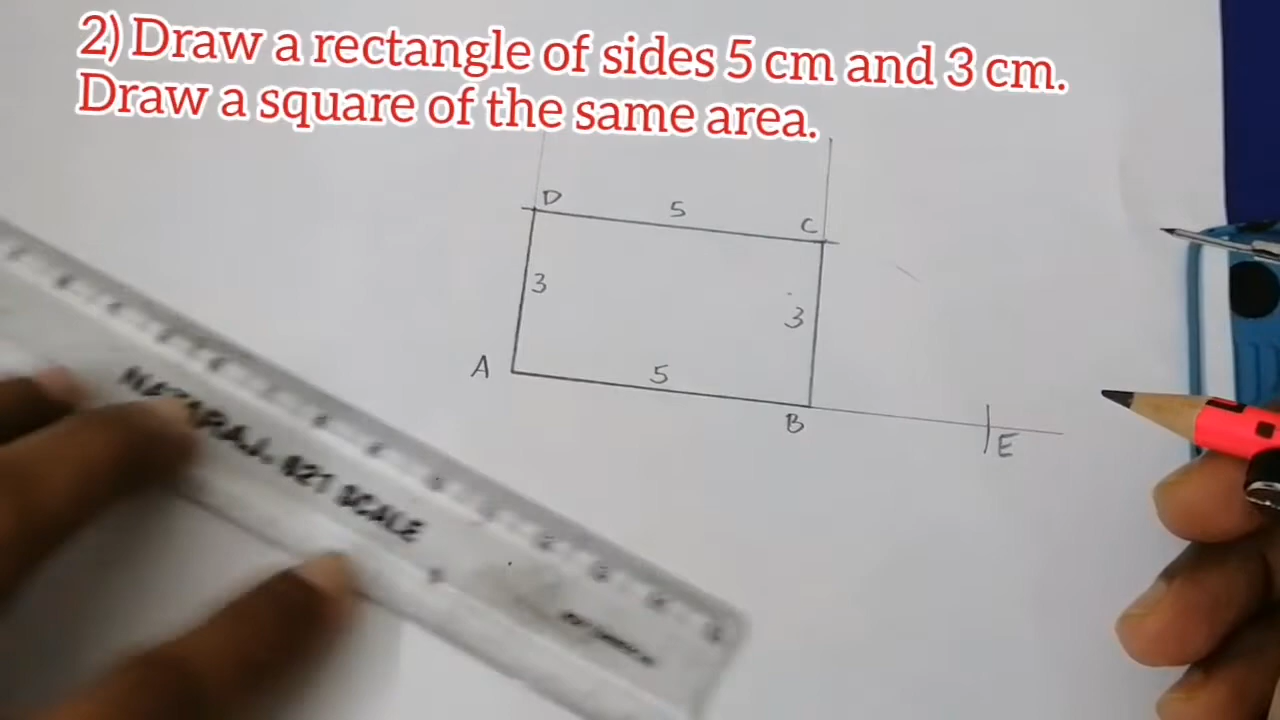 2) Draw a rectangle of sides 5 cm and 3 cm.
Draw a square of the same area.
D 5 C
3 3
A 5 B E
NATARAJ. 621 SCALE